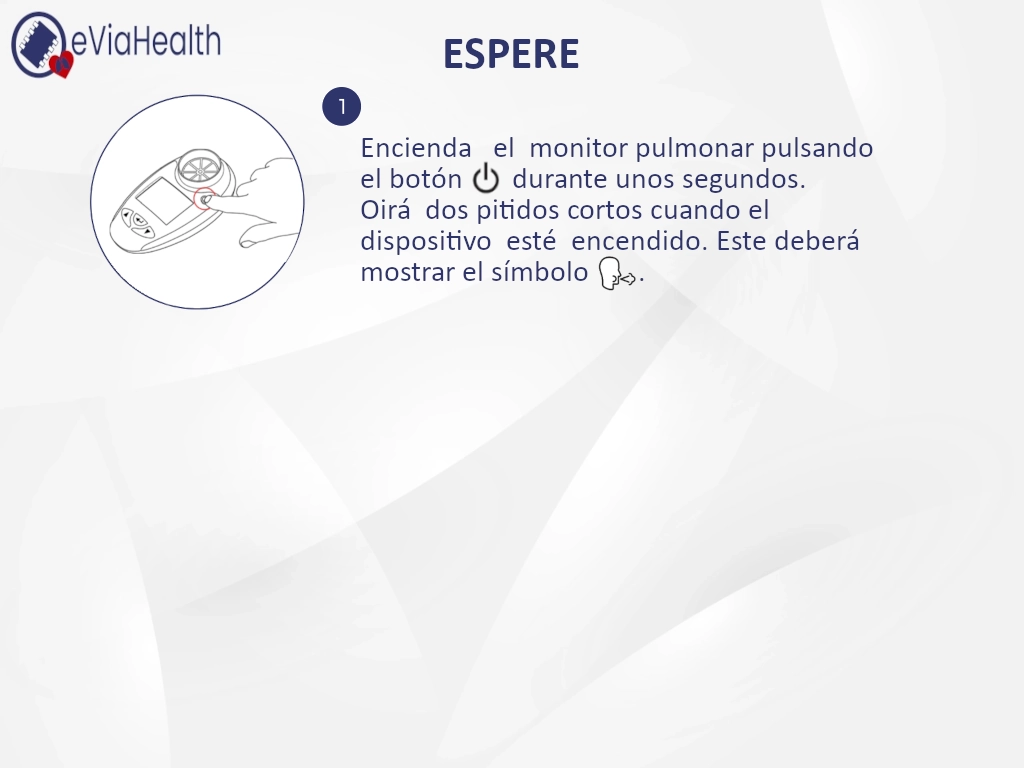 eViaHealth
ESPERE
1
Encienda el monitor pulmonar pulsando
el botón durante unos segundos.
Oirá dos pitidos cortos cuando el
dispositivo esté encendido. Este deberá
mostrar el símbolo .